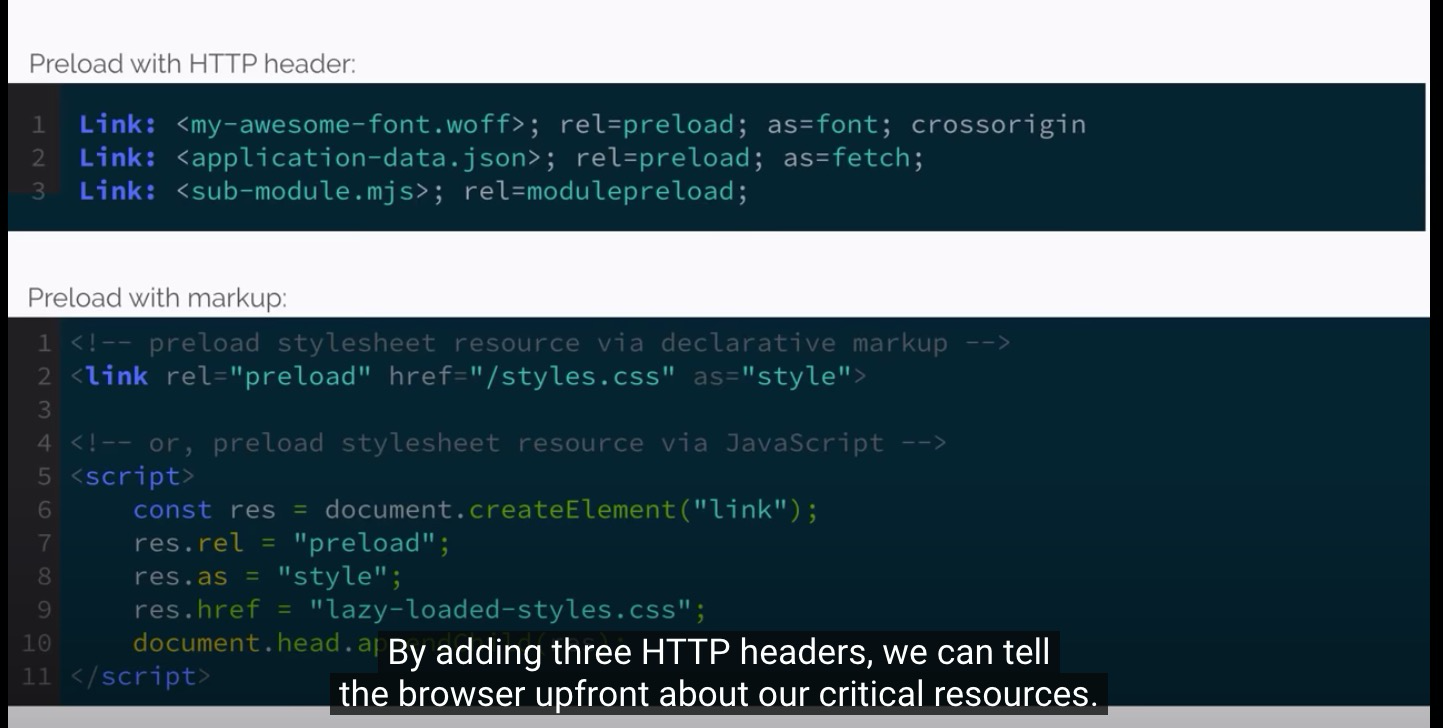 Preload with HTTP header:
1 Link: <my-awesome-font.woff>; rel=preload; as=font; crossorigin
2 Link: <application-data.json>; rel=preload; as=fetch;
3 Link: <sub-module.mjs>; rel=modulepreload;
Preload with markup:
1 <!-- preload stylesheet resource via declarative markup -->
2 <link rel="preload" href="/styles.css" as="style">
3
4 <!-- or, preload stylesheet resource via JavaScript -->
5 <script>
6 const res = document.createElement("link");
7 res.rel = "preload";
8 res.as = "style";
9 res.href = "lazy-loaded-styles.css";
10 document.head.appendChild(res);
11 </script>
By adding three HTTP headers, we can tell
the browser upfront about our critical resources.